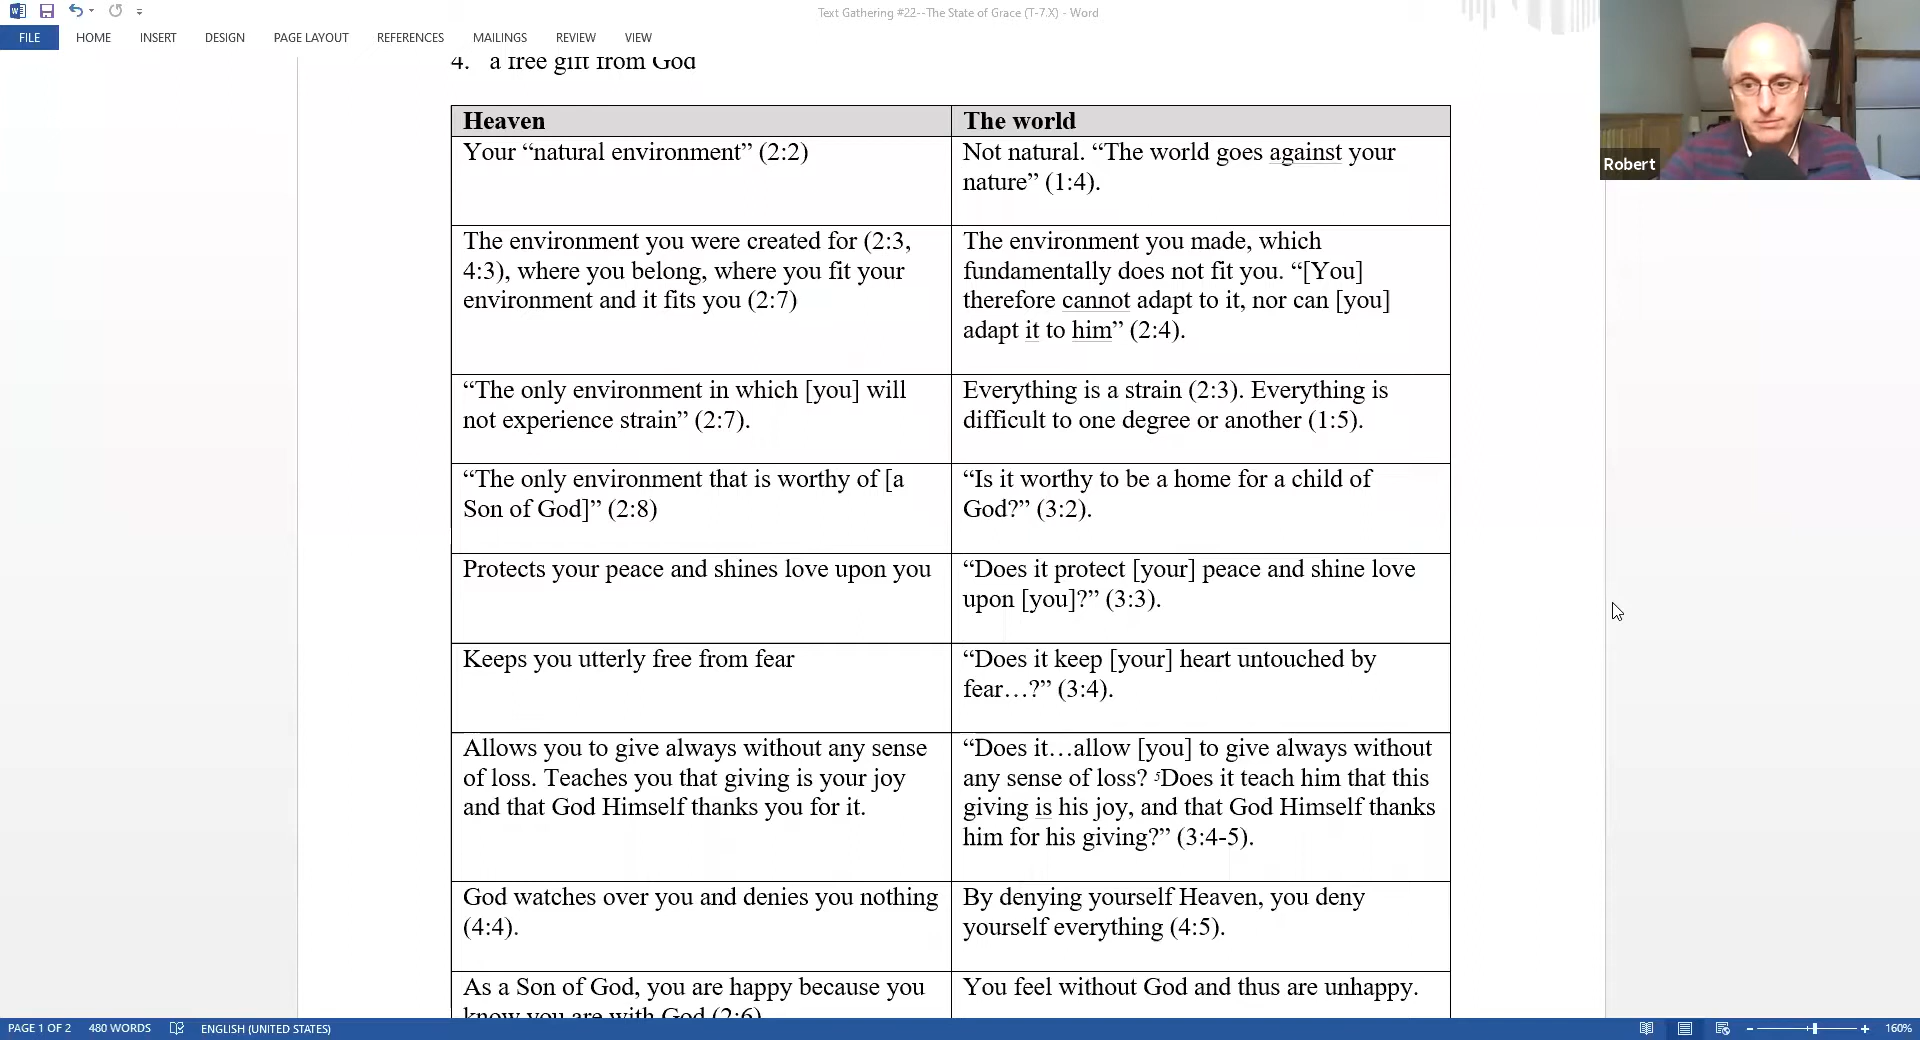 Text Gathering #22--The State of Grace (T-7.X) - Word
FILE HOME INSERT DESIGN PAGE LAYOUT REFERENCES MAILINGS REVIEW VIEW
4. a free gift from God
Heaven
The world
Your “natural environment” (2:2)
Not natural. “The world goes against your
nature” (1:4).
The environment you were created for (2:3,
4:3), where you belong, where you fit your
environment and it fits you (2:7)
The environment you made, which
fundamentally does not fit you. “[You]
therefore cannot adapt to it, nor can [you]
adapt it to him” (2:4).
“The only environment in which [you] will
not experience strain” (2:7).
Everything is a strain (2:3). Everything is
difficult to one degree or another (1:5).
“The only environment that is worthy of [a
Son of God]” (2:8)
“Is it worthy to be a home for a child of
God?” (3:2).
Protects your peace and shines love upon you
“Does it protect [your] peace and shine love
upon [you]?” (3:3).
Keeps you utterly free from fear
“Does it keep [your] heart untouched by
fear…?” (3:4).
Allows you to give always without any sense
of loss. Teaches you that giving is your joy
and that God Himself thanks you for it.
“Does it…allow [you] to give always without
any sense of loss? ⁵Does it teach him that this
giving is his joy, and that God Himself thanks
him for his giving?” (3:4-5).
God watches over you and denies you nothing
(4:4).
By denying yourself Heaven, you deny
yourself everything (4:5).
As a Son of God, you are happy because you
know you are with God (2:6)
You feel without God and thus are unhappy.
Robert
PAGE 1 OF 2 480 WORDS ENGLISH (UNITED STATES) 160%